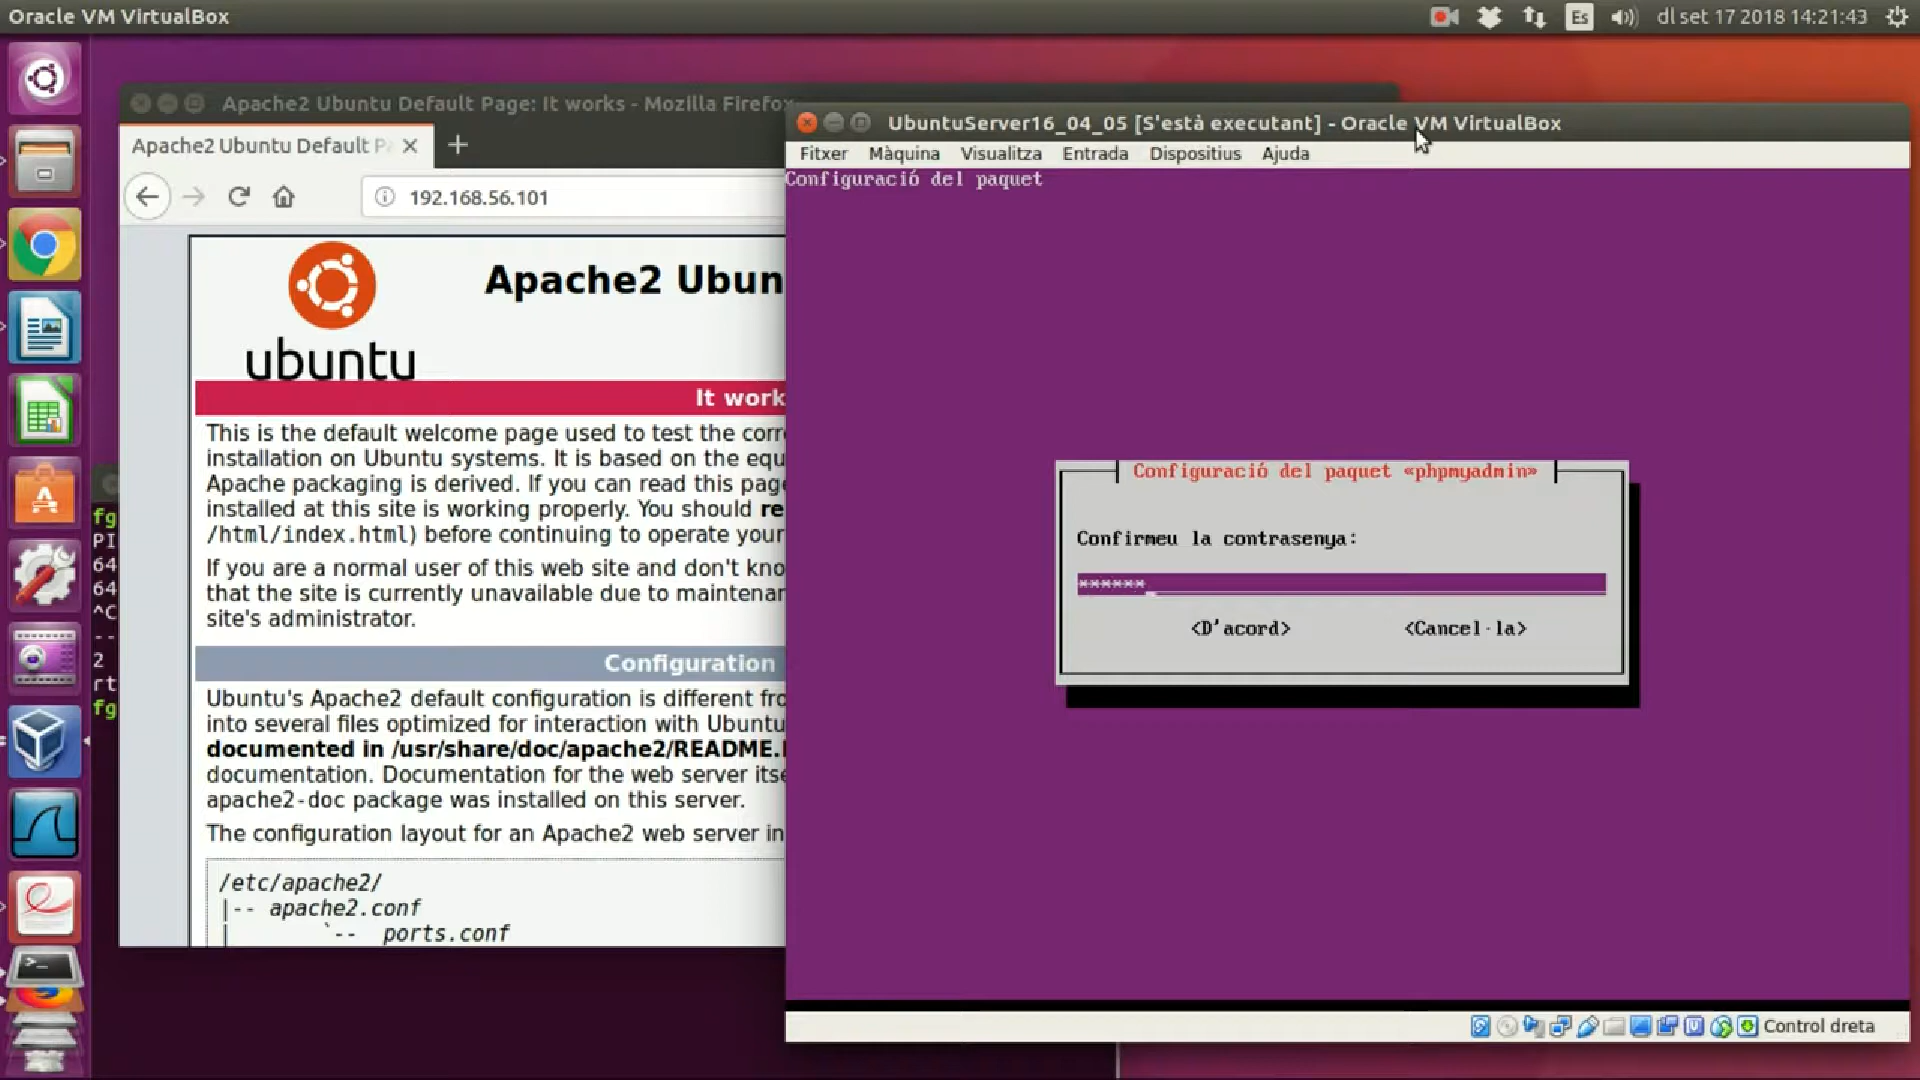 Oracle VM VirtualBox
Es
dl set 17 2018 14:21:43
Apache2 Ubuntu Default Page: It works - Mozilla Firefox
Apache2 Ubuntu Default P
192.168.56.101
ubuntu
Apache2 Ubun
It work
This is the default welcome page used to test the corr
installation on Ubuntu systems. It is based on the equ
Apache packaging is derived. If you can read this page
installed at this site is working properly. You should re
/html/index.html) before continuing to operate your
If you are a normal user of this web site and don't kno
that the site is currently unavailable due to maintenan
site's administrator.
Configuration
Ubuntu's Apache2 default configuration is different fro
into several files optimized for interaction with Ubuntu
documented in /usr/share/doc/apache2/README.
documentation. Documentation for the web server itse
apache2-doc package was installed on this server.
The configuration layout for an Apache2 web server in
/etc/apache2/
|-- apache2.conf
|       `--  ports.conf
fg
PI
64
64
^C
--
2
rt
fg
UbuntuServer16_04_05 [S'està executant] - Oracle VM VirtualBox
Fitxer Màquina Visualitza Entrada Dispositius Ajuda
Configuració del paquet
Configuració del paquet «phpmyadmin»
Confirmeu la contrasenya:
******
<D'acord> <Cancel·la>
Control dreta